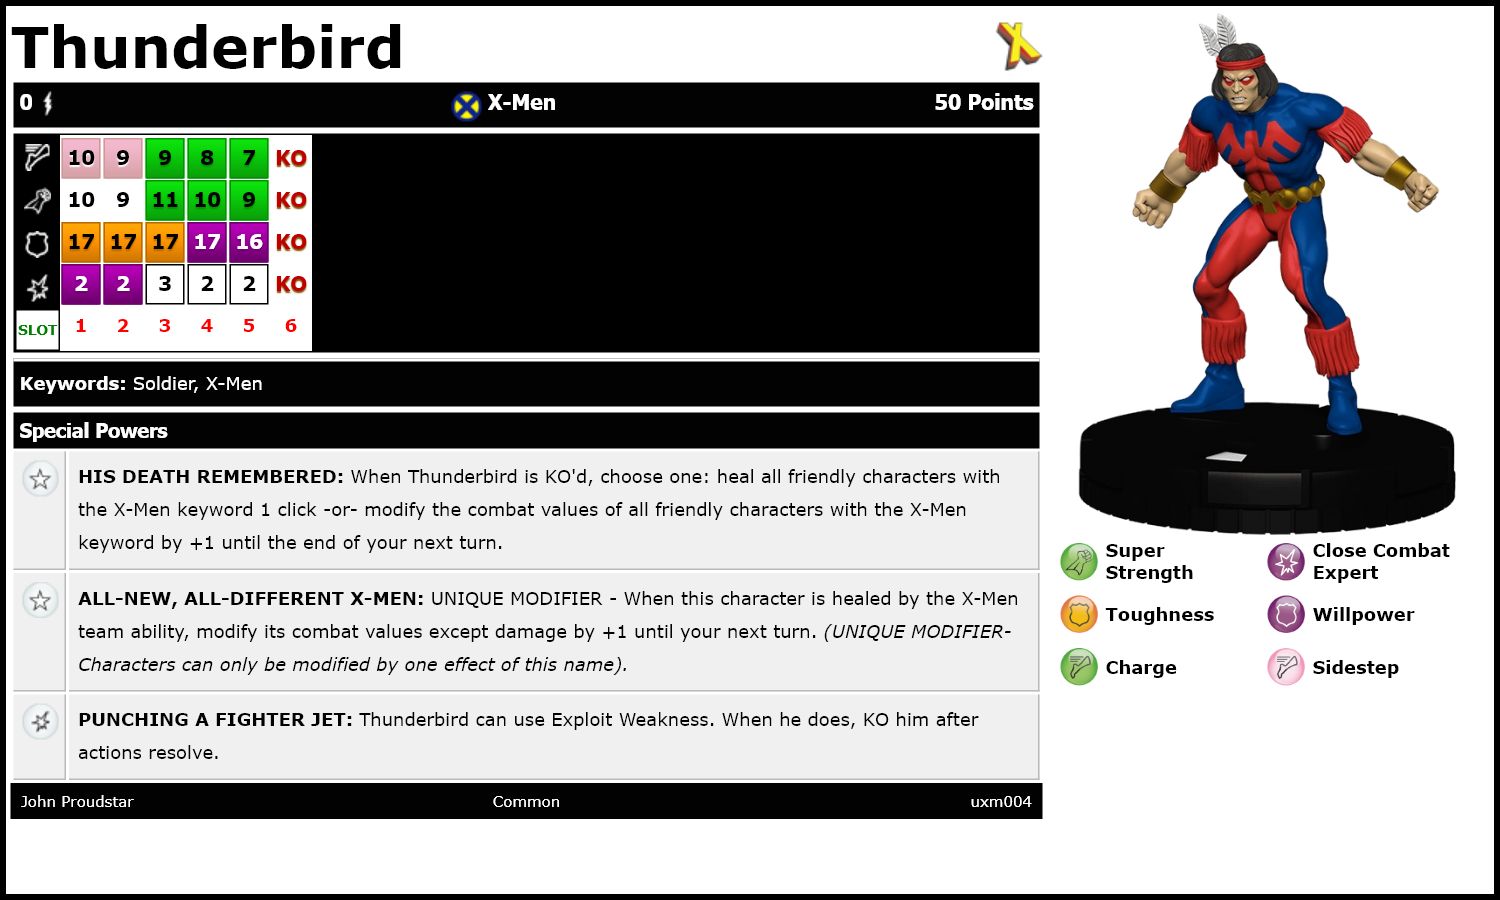 Thunderbird
0 X-Men 50 Points
10 9 9 8 7 KO
10 9 11 10 9 KO
17 17 17 17 16 KO
2 2 3 2 2 KO
SLOT 1 2 3 4 5 6
Keywords: Soldier, X-Men
Special Powers
HIS DEATH REMEMBERED: When Thunderbird is KO'd, choose one: heal all friendly characters with
the X-Men keyword 1 click -or- modify the combat values of all friendly characters with the X-Men
keyword by +1 until the end of your next turn.
ALL-NEW, ALL-DIFFERENT X-MEN: UNIQUE MODIFIER - When this character is healed by the X-Men
team ability, modify its combat values except damage by +1 until your next turn. (UNIQUE MODIFIER-
Characters can only be modified by one effect of this name).
PUNCHING A FIGHTER JET: Thunderbird can use Exploit Weakness. When he does, KO him after
actions resolve.
John Proudstar Common uxm004
Super
Strength
Close Combat
Expert
Toughness
Willpower
Charge
Sidestep